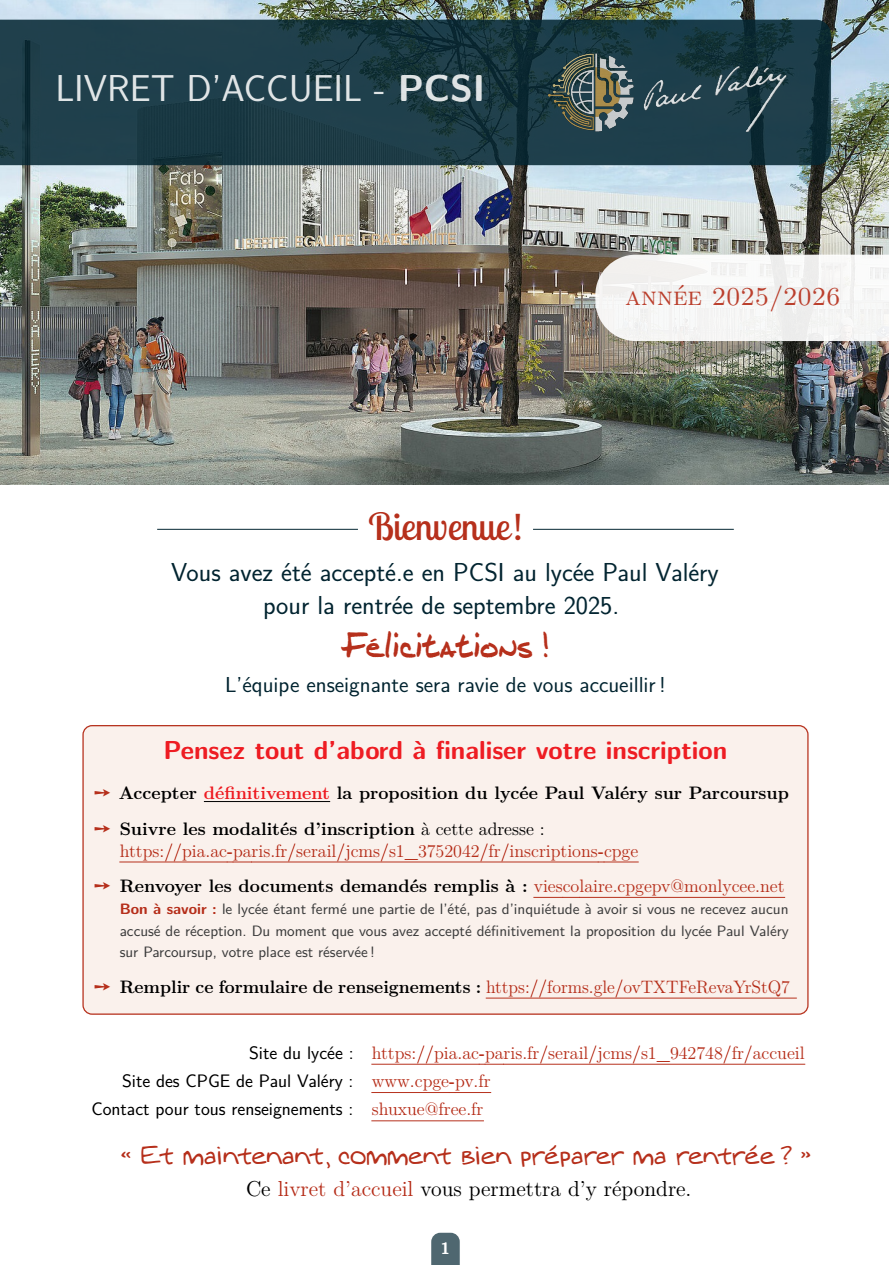 LIVRET D'ACCUEIL - PCSI
Paul Valéry
Fab
lab
LIBERTE EGALITE FRATERNITE
PAUL VALERY LYCÉE
PAUL VALERY
ANNÉE 2025/2026
Bienvenue!
Vous avez été accepté.e en PCSI au lycée Paul Valéry
pour la rentrée de septembre 2025.
Félicitations !
L'équipe enseignante sera ravie de vous accueillir !
Pensez tout d'abord à finaliser votre inscription
➙ Accepter définitivement la proposition du lycée Paul Valéry sur Parcoursup
➙ Suivre les modalités d'inscription à cette adresse :
https://pia.ac-paris.fr/serail/jcms/s1_3752042/fr/inscriptions-cpge
➙ Renvoyer les documents demandés remplis à : viescolaire.cpgepv@monlycee.net
Bon à savoir : le lycée étant fermé une partie de l'été, pas d'inquiétude à avoir si vous ne recevez aucun
accusé de réception. Du moment que vous avez accepté définitivement la proposition du lycée Paul Valéry
sur Parcoursup, votre place est réservée !
➙ Remplir ce formulaire de renseignements : https://forms.gle/ovTXTFeRevaYrStQ7
Site du lycée : https://pia.ac-paris.fr/serail/jcms/s1_942748/fr/accueil
Site des CPGE de Paul Valéry : www.cpge-pv.fr
Contact pour tous renseignements : shuxue@free.fr
« Et maintenant, comment bien préparer ma rentrée ? »
Ce livret d'accueil vous permettra d'y répondre.
1